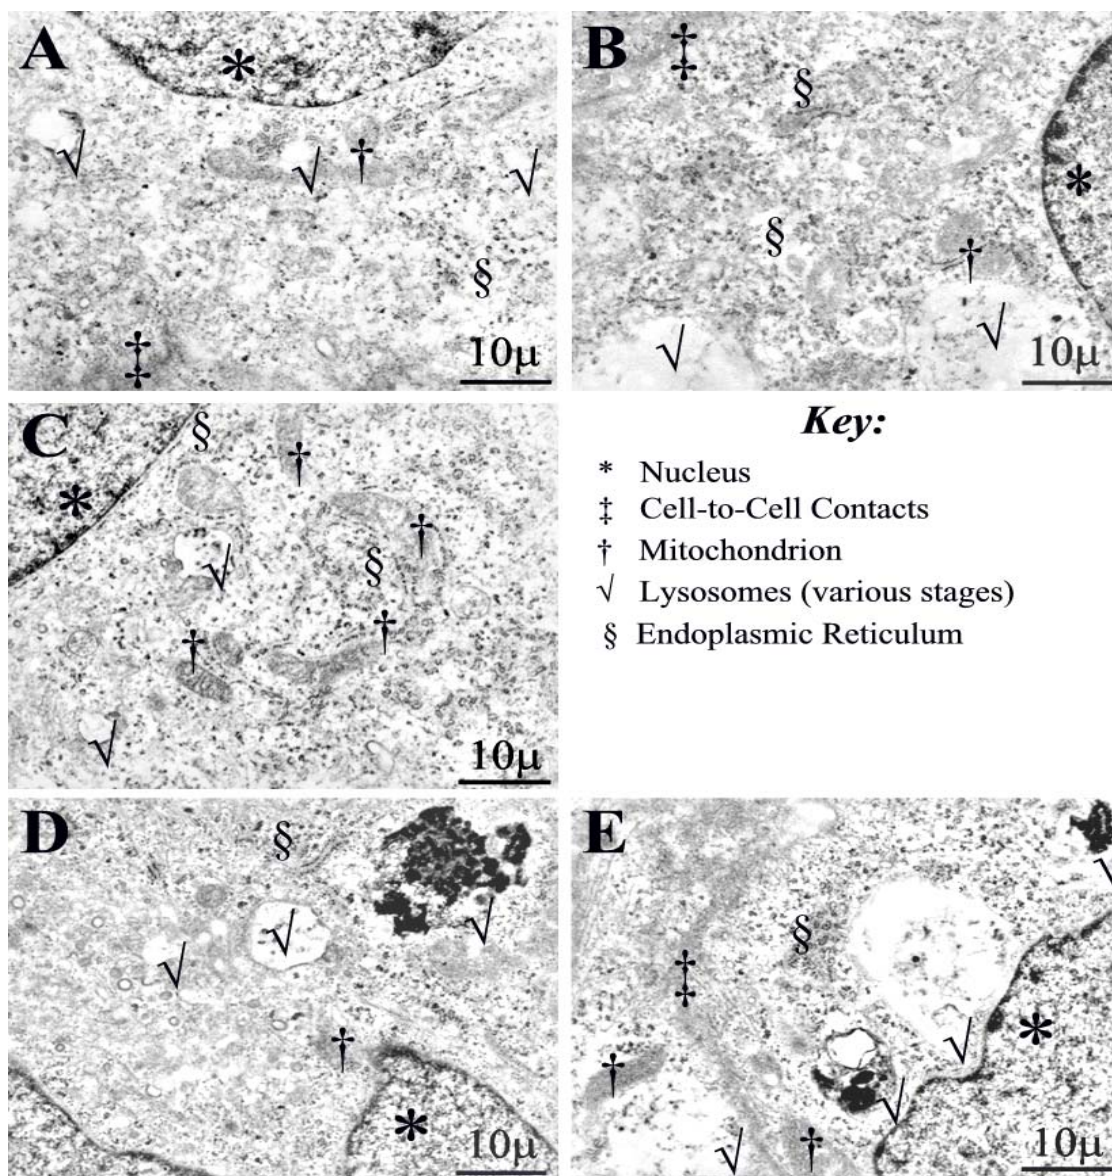 A
*
√ √ † √
§
‡
10μ
B
‡
§
*
§
†
√ √
10μ
C
§ †
*
†
√ §
† †
√
10μ
Key:
* Nucleus
‡ Cell-to-Cell Contacts
† Mitochondrion
√ Lysosomes (various stages)
§ Endoplasmic Reticulum
D
§
√ √ √
†
*
10μ
E
√
§
‡
*
† √
√
√ †
10μ